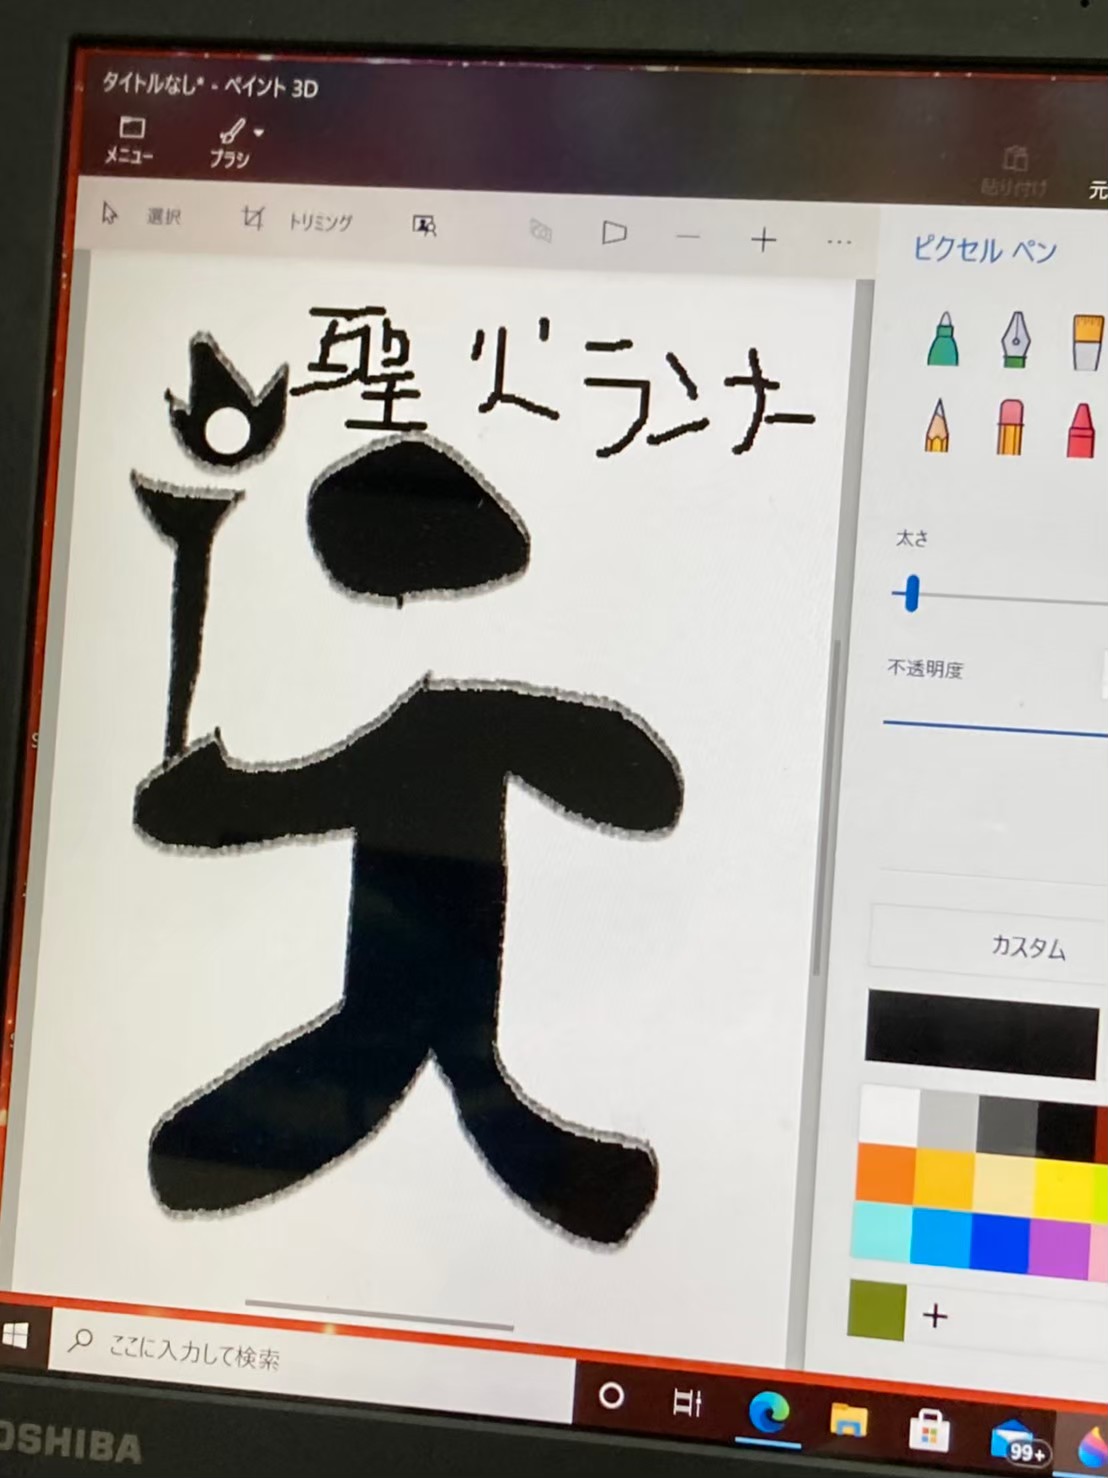 タイトルなし* - ペイント 3D
メニュー
ブラシ
貼り付け
元
選択
トリミング
ピクセル ペン
聖火ランナー
太さ
不透明度
カスタム
ここに入力して検索
99+
OSHIBA